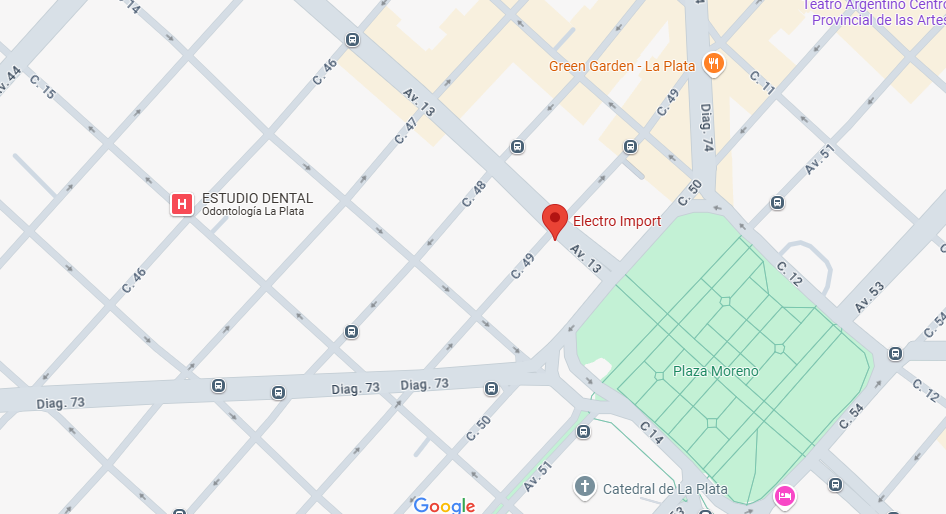 C. 14
Teatro Argentino Centro
Provincial de las Artes
Av. 44
C. 15
C. 46
Green Garden - La Plata
C. 11
Av. 13
C. 49
C. 47
Diag. 74
Av. 51
C. 48
C. 50
ESTUDIO DENTAL
Odontología La Plata
H
Electro Import
Av. 13
C. 49
C. 46
C. 12
Av. 53
C. 54
Plaza Moreno
Diag. 73
Diag. 73
Diag. 73
C. 12
C. 50
C 14
C. 54
Av. 51
Catedral de La Plata
Google
53